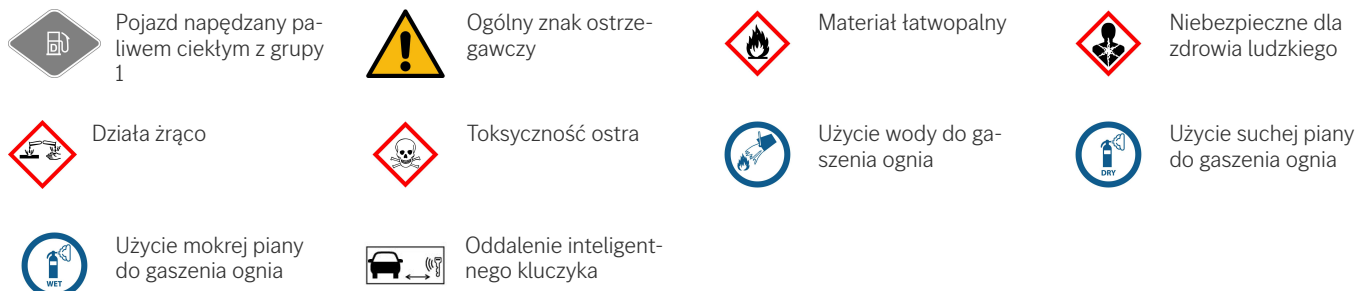 Pojazd napędzany pa-
liwem ciekłym z grupy
1
Ogólny znak ostrze-
gawczy
Materiał łatwopalny
Niebezpieczne dla
zdrowia ludzkiego
Działa żrąco
Toksyczność ostra
Użycie wody do ga-
szenia ognia
DRY
Użycie suchej piany
do gaszenia ognia
WET
Użycie mokrej piany
do gaszenia ognia
Oddalenie inteligent-
nego kluczyka